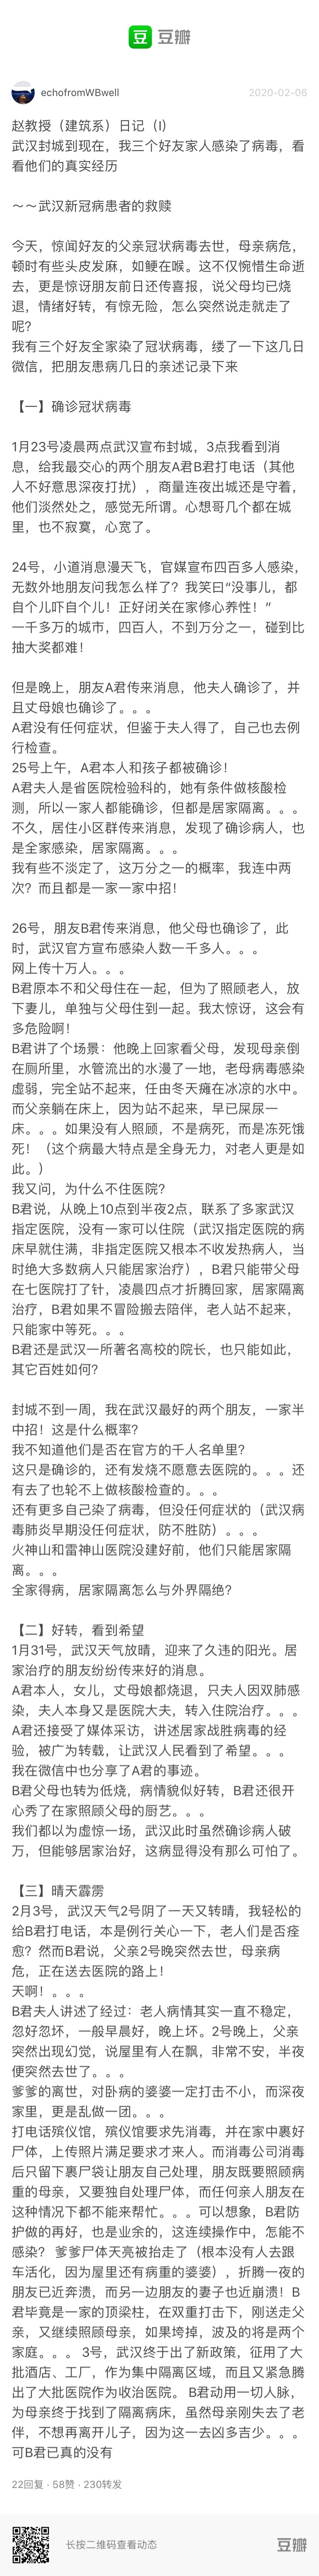 豆 豆瓣
echofromWBwell 2020-02-06
赵教授（建筑系）日记（I）
武汉封城到现在，我三个好友家人感染了病毒，看
看他们的真实经历
～～武汉新冠病患者的救赎
今天，惊闻好友的父亲冠状病毒去世，母亲病危，
顿时有些头皮发麻，如鲠在喉。这不仅惋惜生命逝
去，更是惊讶朋友前日还传喜报，说父母均已烧
退，情绪好转，有惊无险，怎么突然说走就走了
呢？
我有三个好友全家染了冠状病毒，缕了一下这几日
微信，把朋友患病几日的亲述记录下来
【一】确诊冠状病毒
1月23号凌晨两点武汉宣布封城，3点我看到消
息，给我最交心的两个朋友A君B君打电话（其他
人不好意思深夜打扰），商量连夜出城还是守着，
他们淡然处之，感觉无所谓。心想哥几个都在城
里，也不寂寞，心宽了。
24号，小道消息漫天飞，官媒宣布四百多人感染，
无数外地朋友问我怎么样了？我笑曰“没事儿，都
自个儿吓自个儿！正好闭关在家修心养性！”
一千多万的城市，四百人，不到万分之一，碰到比
抽大奖都难！
但是晚上，朋友A君传来消息，他夫人确诊了，并
且丈母娘也确诊了。。。
A君没有任何症状，但鉴于夫人得了，自己也去例
行检查。
25号上午，A君本人和孩子都被确诊！
A君夫人是省医院检验科的，她有条件做核酸检
测，所以一家人都能确诊，但都是居家隔离。。。
不久，居住小区群传来消息，发现了确诊病人，也
是全家感染，居家隔离。。。
我有些不淡定了，这万分之一的概率，我连中两
次？而且都是一家一家中招！
26号，朋友B君传来消息，他父母也确诊了，此
时，武汉官方宣布感染人数一千多人。。。
网上传十万人。。。
B君原本不和父母住在一起，但为了照顾老人，放
下妻儿，单独与父母住到一起。我太惊讶，这会有
多危险啊！
B君讲了个场景：他晚上回家看父母，发现母亲倒
在厕所里，水管流出的水漫了一地，老母病毒感染
虚弱，完全站不起来，任由冬天瘫在冰凉的水中。
而父亲躺在床上，因为站不起来，早已屎尿一
床。。。如果没有人照顾，不是病死，而是冻死饿
死！（这个病最大特点是全身无力，对老人更是如
此。）
我又问，为什么不住医院？
B君说，从晚上10点到半夜2点，联系了多家武汉
指定医院，没有一家可以住院（武汉指定医院的病
床早就住满，非指定医院又根本不收发热病人，当
时绝大多数病人只能居家治疗），B君只能带父母
在七医院打了针，凌晨四点才折腾回家，居家隔离
治疗，B君如果不冒险搬去陪伴，老人站不起来，
只能家中等死。。。
B君还是武汉一所著名高校的院长，也只能如此，
其它百姓如何？
封城不到一周，我在武汉最好的两个朋友，一家半
中招！这是什么概率？
我不知道他们是否在官方的千人名单里？
这只是确诊的，还有发烧不愿意去医院的。。。还
有去了也轮不上做核酸检查的。。。
还有更多自己染了病毒，但没任何症状的（武汉病
毒肺炎早期没任何症状，防不胜防）。。。
火神山和雷神山医院没建好前，他们只能居家隔
离。。。
全家得病，居家隔离怎么与外界隔绝？
【二】好转，看到希望
1月31号，武汉天气放晴，迎来了久违的阳光。居
家治疗的朋友纷纷传来好的消息。
A君本人，女儿，丈母娘都烧退，只夫人因双肺感
染，夫人本身又是医院大夫，转入住院治疗。。。
A君还接受了媒体采访，讲述居家战胜病毒的经
验，被广为转载，让武汉人民看到了希望。。。
我在微信中也分享了A君的事迹。
B君父母也转为低烧，病情貌似好转，B君还很开
心秀了在家照顾父母的厨艺。。。
我们都以为虚惊一场，武汉此时虽然确诊病人破
万，但能够居家治好，这病显得没有那么可怕了。
【三】晴天霹雳
2月3号，武汉天气2号阴了一天又转晴，我轻松的
给B君打电话，本是例行关心一下，老人们是否痊
愈？然而B君说，父亲2号晚突然去世，母亲病
危，正在送去医院的路上！
天啊！。。。
B君夫人讲述了经过：老人病情其实一直不稳定，
忽好忽坏，一般早晨好，晚上坏。2号晚上，父亲
突然出现幻觉，说屋里有人在飘，非常不安，半夜
便突然去世了。。。
爹爹的离世，对卧病的婆婆一定打击不小，而深夜
家里，更是乱做一团。。。
打电话殡仪馆，殡仪馆要求先消毒，并在家中裹好
尸体，上传照片满足要求才来人。而消毒公司消毒
后只留下裹尸袋让朋友自己处理，朋友既要照顾病
重的母亲，又要独自处理尸体，而任何亲人朋友在
这种情况下都不能来帮忙。。。可以想象，B君防
护做的再好，也是业余的，这连续操作中，怎能不
感染？ 爹爹尸体天亮被抬走了（根本没有人去跟
车活化，因为屋里还有病重的婆婆），折腾一夜的
朋友已近奔溃，而另一边朋友的妻子也近崩溃！B
君毕竟是一家的顶梁柱，在双重打击下，刚送走父
亲，又继续照顾母亲，如果垮掉，波及的将是两个
家庭。。。 3号，武汉终于出了新政策，征用了大
批酒店、工厂，作为集中隔离区域，而且又紧急腾
出了大批医院作为收治医院。 B君动用一切人脉，
为母亲终于找到了隔离病床，虽然母亲刚失去了老
伴，不想再离开儿子，因为这一去凶多吉少。。。
可B君已真的没有
22回复 · 58赞 · 230转发
长按二维码查看动态 豆瓣